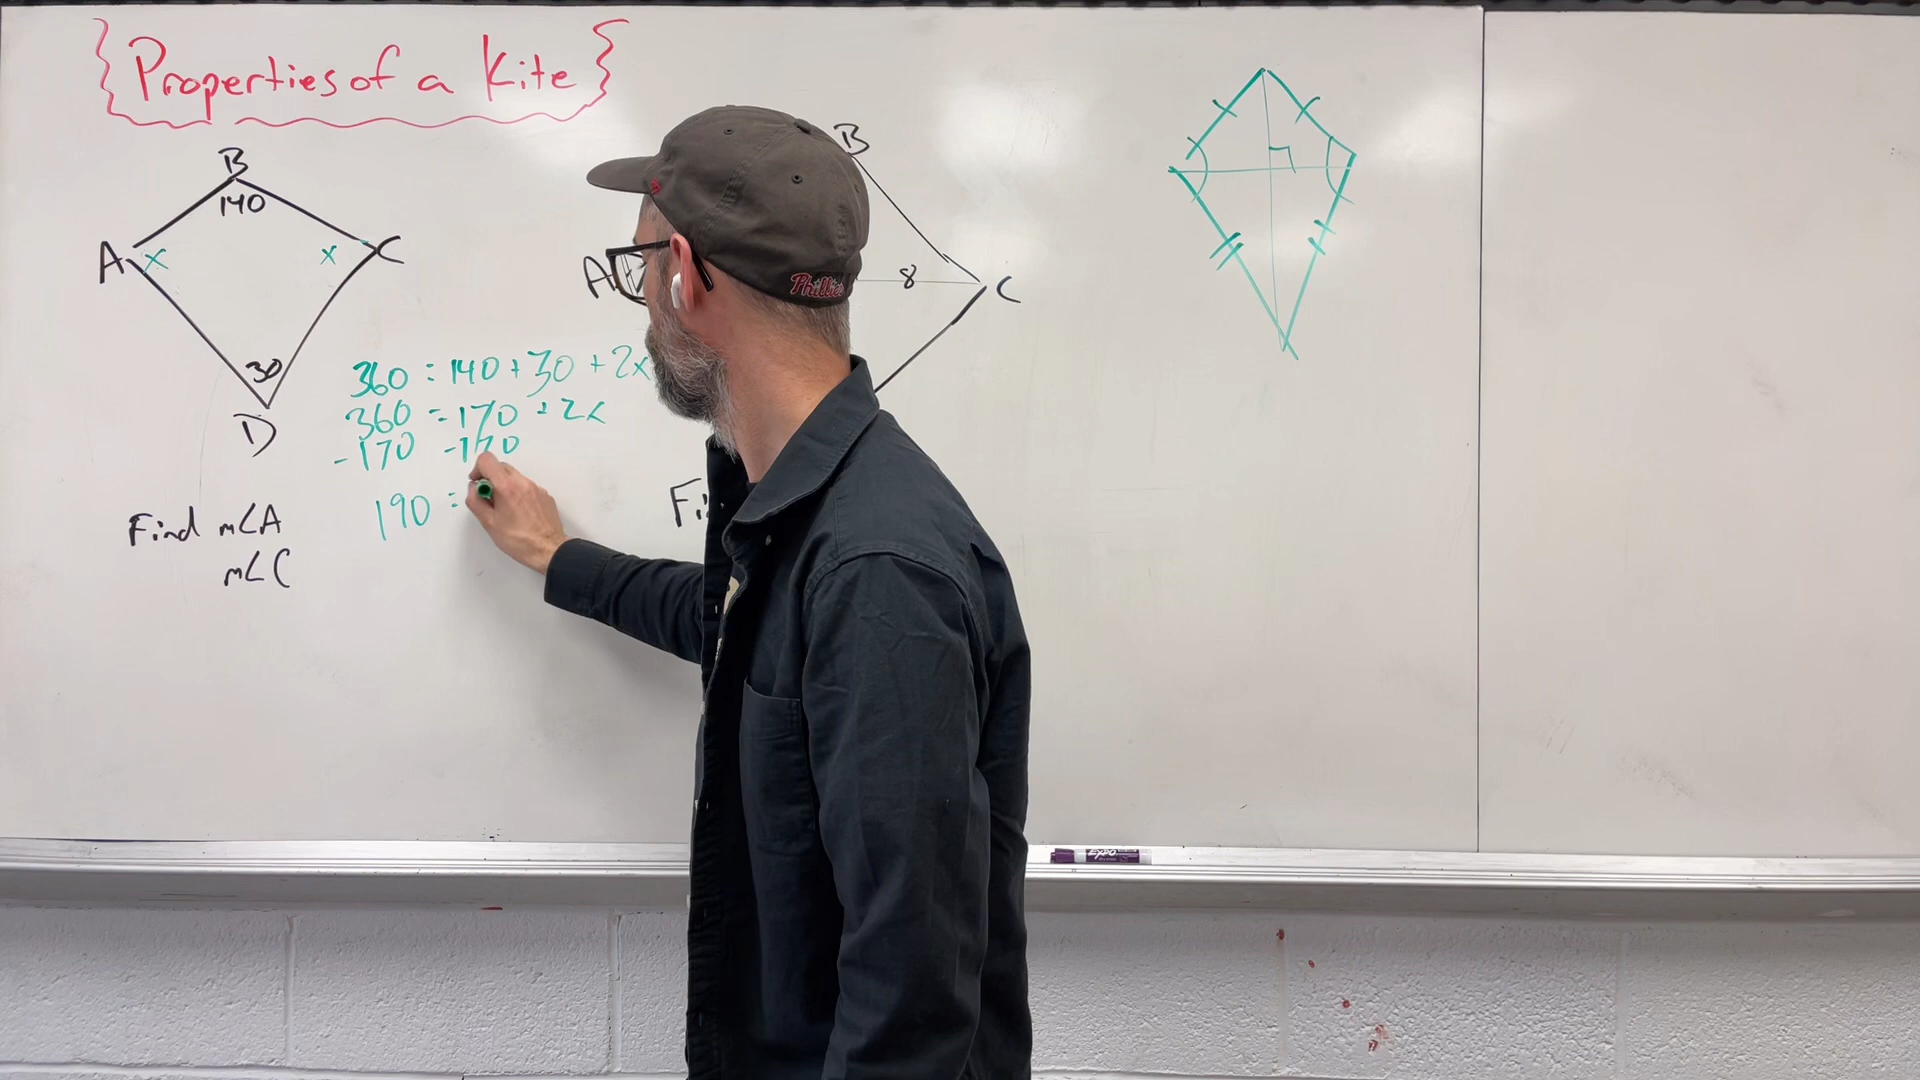 Properties of a Kite
B
140
A x x C
30
D
360 = 140 + 30 + 2x
360 = 170 + 2x
-170 -170
190 =
Find m∠A
m∠C
B
A 8 C
Phillies
EXPO